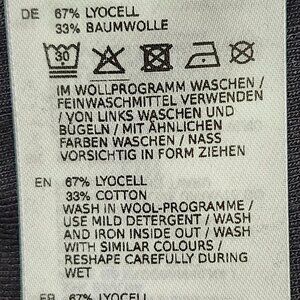 DE 67% LYOCELL
33% BAUMWOLLE
30
IM WOLLPROGRAMM WASCHEN /
FEINWASCHMITTEL VERWENDEN
/ VON LINKS WASCHEN UND
BÜGELN / MIT ÄHNLICHEN
FARBEN WASCHEN / NASS
VORSICHTIG IN FORM ZIEHEN
EN 67% LYOCELL
33% COTTON
WASH IN WOOL-PROGRAMME /
USE MILD DETERGENT / WASH
AND IRON INSIDE OUT / WASH
WITH SIMILAR COLOURS /
RESHAPE CAREFULLY DURING
WET
FR 67% LYOCELL